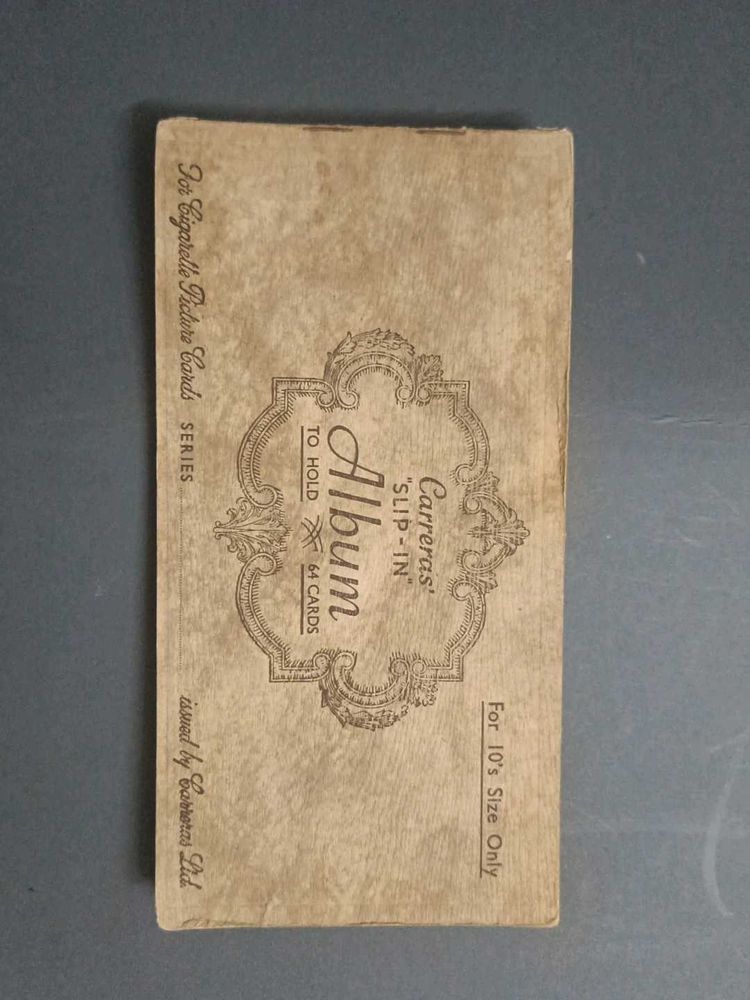 For 10's Size Only
Carreras'
"SLIP-IN"
Album
TO HOLD 64 CARDS
For Cigarette Picture Cards SERIES issued by Carreras Ltd.